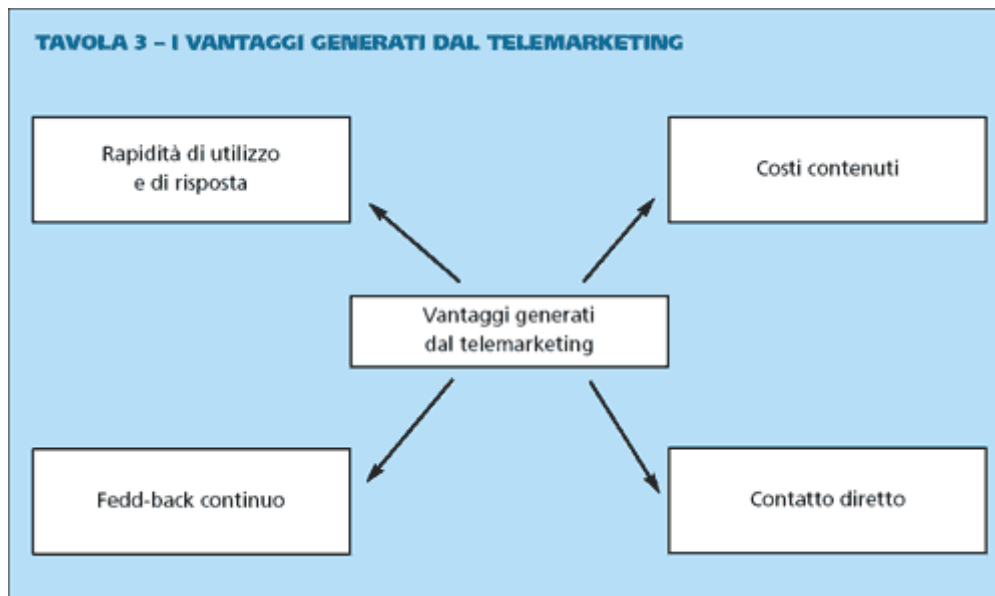 TAVOLA 3 – I VANTAGGI GENERATI DAL TELEMARKETING
Rapidità di utilizzo
e di risposta
Costi contenuti
Vantaggi generati
dal telemarketing
Fedd-back continuo
Contatto diretto